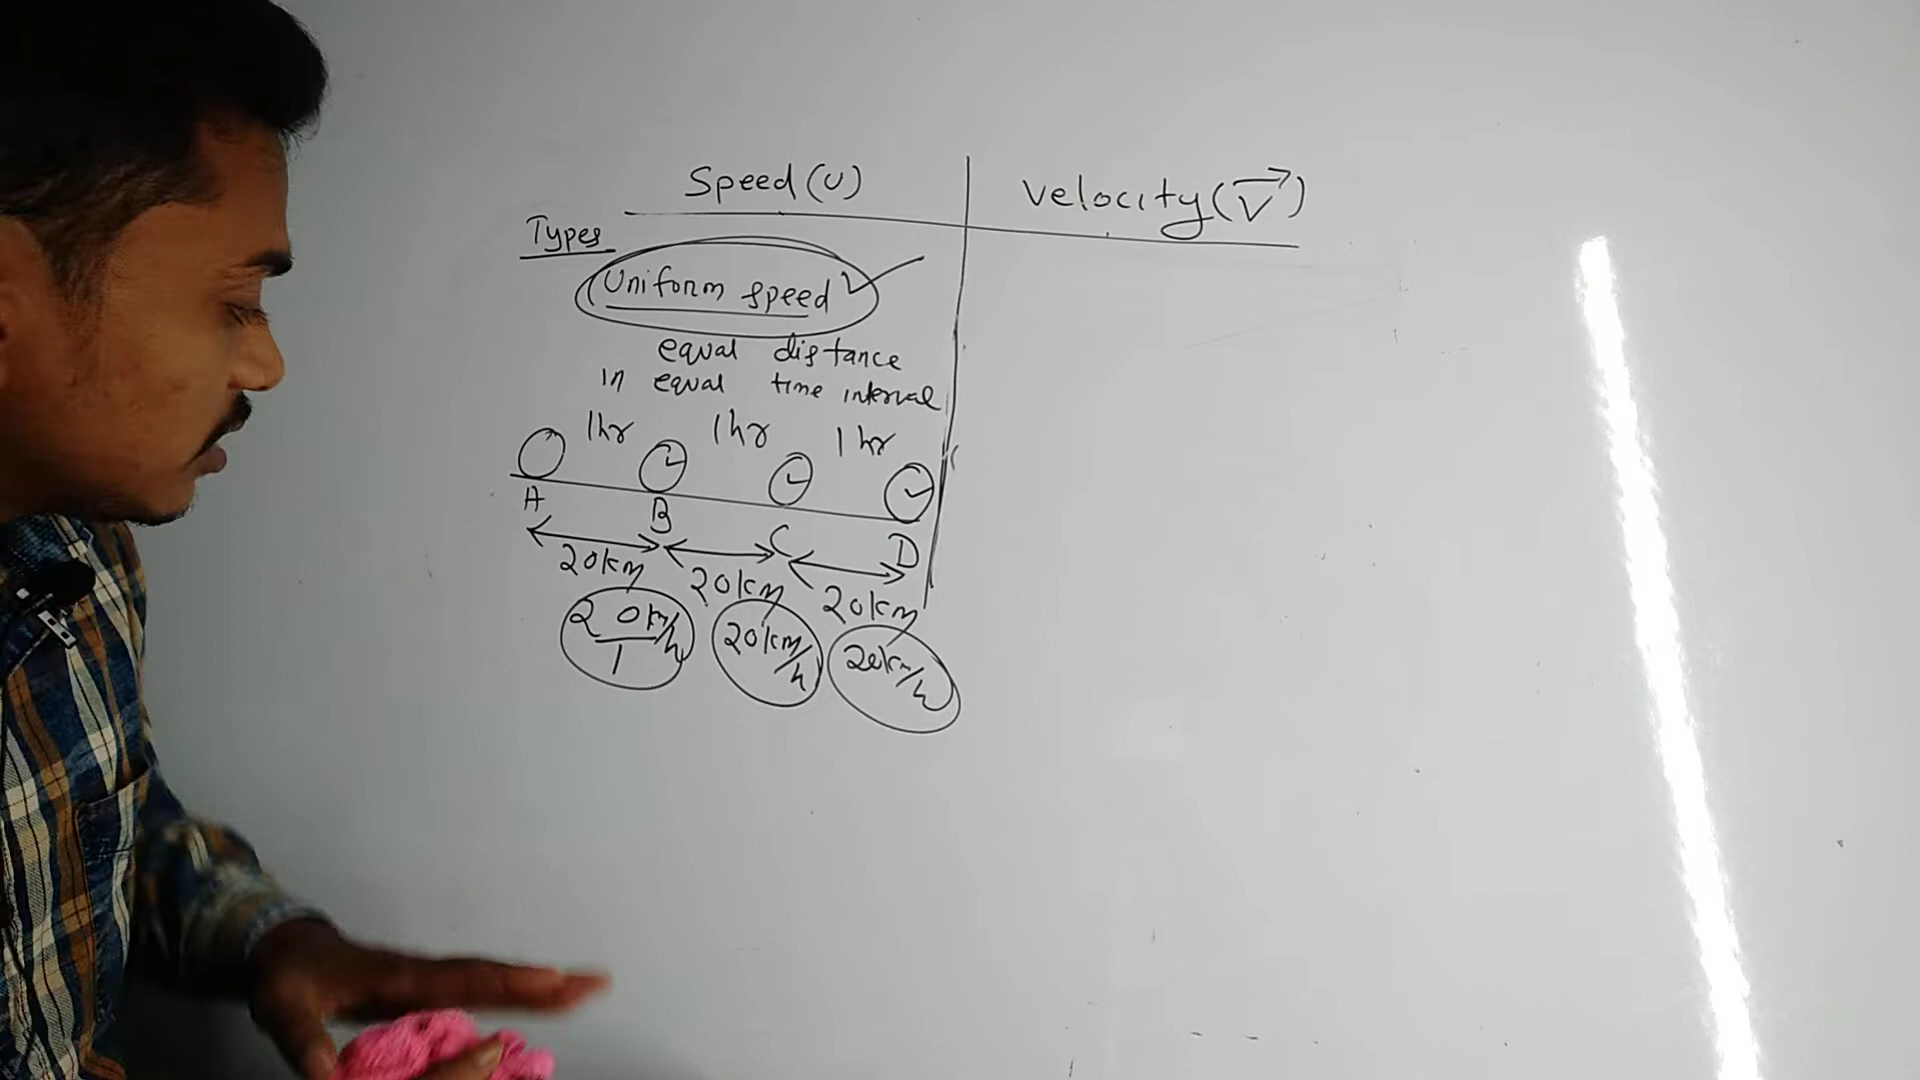 Speed (υ)
Velocity (v⃗)
Types
Uniform speed ✓
equal distance
in equal time interval
1hr 1hr 1hr
A B C D
20km 20km 20km
20km/h 20km/h 20km/h
1